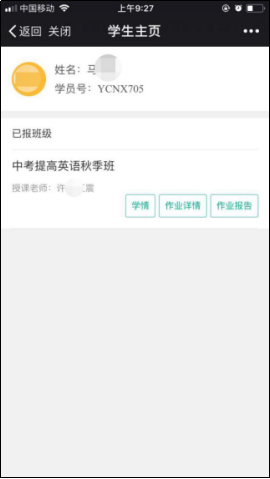 中国移动 上午9:27
返回 关闭 学生主页
姓名：马
学员号：YCNX705
已报班级
中考提高英语秋季班
授课老师：许 震
学情 作业详情 作业报告